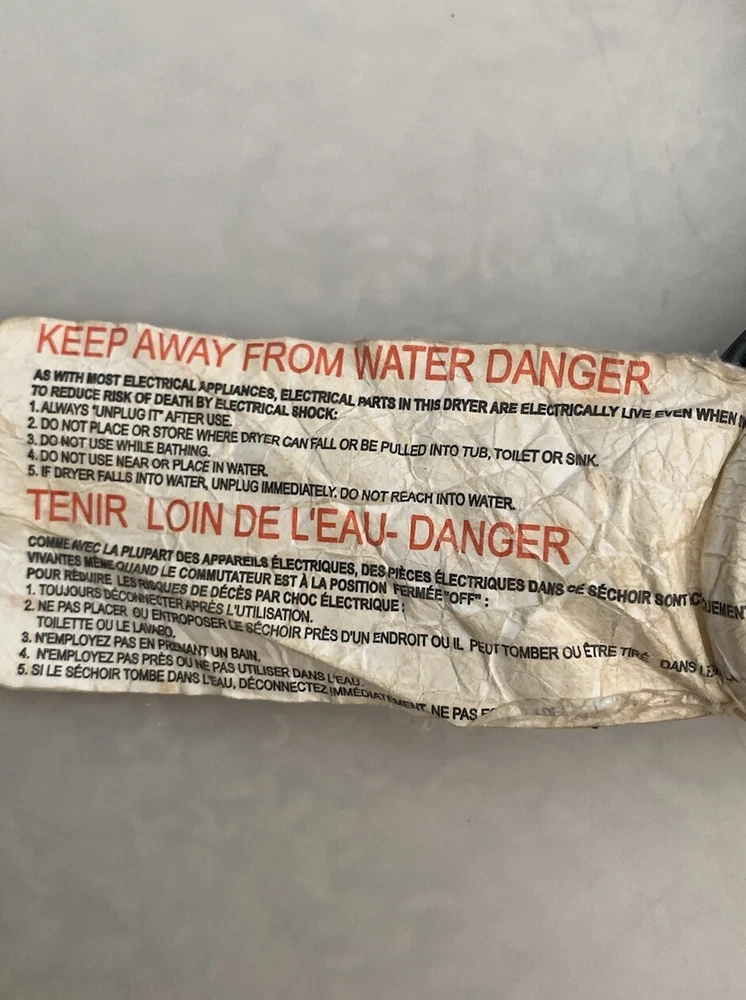 KEEP AWAY FROM WATER DANGER
AS WITH MOST ELECTRICAL APPLIANCES, ELECTRICAL PARTS IN THIS DRYER ARE ELECTRICALLY LIVE EVEN WHEN
TO REDUCE RISK OF DEATH BY ELECTRICAL SHOCK:
1. ALWAYS "UNPLUG IT" AFTER USE.
2. DO NOT PLACE OR STORE WHERE DRYER CAN FALL OR BE PULLED INTO TUB, TOILET OR SINK.
3. DO NOT USE WHILE BATHING.
4. DO NOT USE NEAR OR PLACE IN WATER.
5. IF DRYER FALLS INTO WATER, UNPLUG IMMEDIATELY. DO NOT REACH INTO WATER.
TENIR LOIN DE L'EAU- DANGER
COMME AVEC LA PLUPART DES APPAREILS ÉLECTRIQUES, DES PIÈCES ÉLECTRIQUES DANS CE SÉCHOIR SONT
VIVANTES MÊME QUAND LE COMMUTATEUR EST À LA POSITION FERMÉE "OFF" :
POUR RÉDUIRE LES RISQUES DE DÉCÈS PAR CHOC ÉLECTRIQUE :
1. TOUJOURS DÉCONNECTER APRÈS L'UTILISATION.
2. NE PAS PLACER OU ENTROPOSER LE SÉCHOIR PRÈS D'UN ENDROIT OU IL PEUT TOMBER OU ÊTRE TIRÉ DANS
TOILETTE OU LE LAVABO.
3. N'EMPLOYEZ PAS EN PRENANT UN BAIN.
4. N'EMPLOYEZ PAS PRÈS OU NE PAS UTILISER DANS L'EAU.
5. SI LE SÉCHOIR TOMBE DANS L'EAU, DÉCONNECTEZ IMMÉDIATEMENT. NE PAS